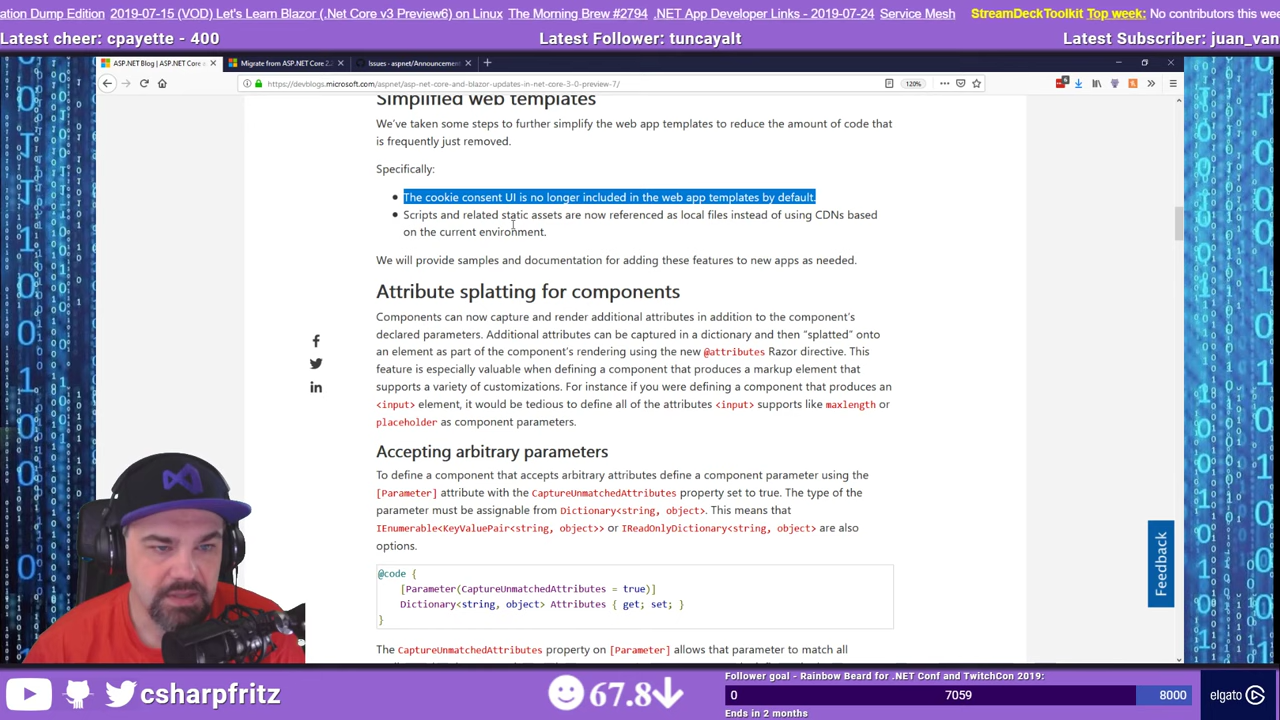 ation Dump Edition 2019-07-15 (VOD) Let's Learn Blazor (.Net Core v3 Preview6) on Linux The Morning Brew #2794 .NET App Developer Links - 2019-07-24 Service Mesh StreamDeckToolkit Top week: No contributors this wee
Latest cheer: cpayette - 400 Latest Follower: tuncayalt Latest Subscriber: juan_van
ASP.NET Blog | ASP.NET Core a Migrate from ASP.NET Core 2.2 Issues - aspnet/Announcement
https://devblogs.microsoft.com/aspnet/asp-net-core-and-blazor-updates-in-net-core-3-0-preview-7/ 120%
Simplified web templates
We've taken some steps to further simplify the web app templates to reduce the amount of code that
is frequently just removed.
Specifically:
The cookie consent UI is no longer included in the web app templates by default.
Scripts and related static assets are now referenced as local files instead of using CDNs based
on the current environment.
We will provide samples and documentation for adding these features to new apps as needed.
Attribute splatting for components
Components can now capture and render additional attributes in addition to the component's
declared parameters. Additional attributes can be captured in a dictionary and then "splatted" onto
an element as part of the component's rendering using the new @attributes Razor directive. This
feature is especially valuable when defining a component that produces a markup element that
supports a variety of customizations. For instance if you were defining a component that produces an
<input> element, it would be tedious to define all of the attributes <input> supports like maxlength or
placeholder as component parameters.
Accepting arbitrary parameters
To define a component that accepts arbitrary attributes define a component parameter using the
[Parameter] attribute with the CaptureUnmatchedAttributes property set to true. The type of the
parameter must be assignable from Dictionary<string, object>. This means that
IEnumerable<KeyValuePair<string, object>> or IReadOnlyDictionary<string, object> are also
options.
@code {
[Parameter(CaptureUnmatchedAttributes = true)]
Dictionary<string, object> Attributes { get; set; }
}
The CaptureUnmatchedAttributes property on [Parameter] allows that parameter to match all
Feedback
csharpfritz
67.8
Follower goal - Rainbow Beard for .NET Conf and TwitchCon 2019:
0 7059 8000
Ends in 2 months
elgato